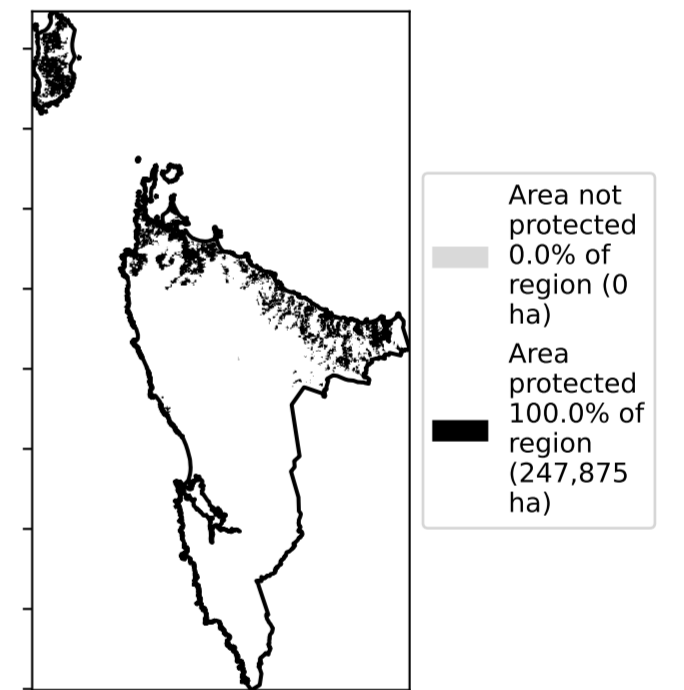 Area not
protected
0.0% of
region (0
ha)
Area
protected
100.0% of
region
(247,875
ha)